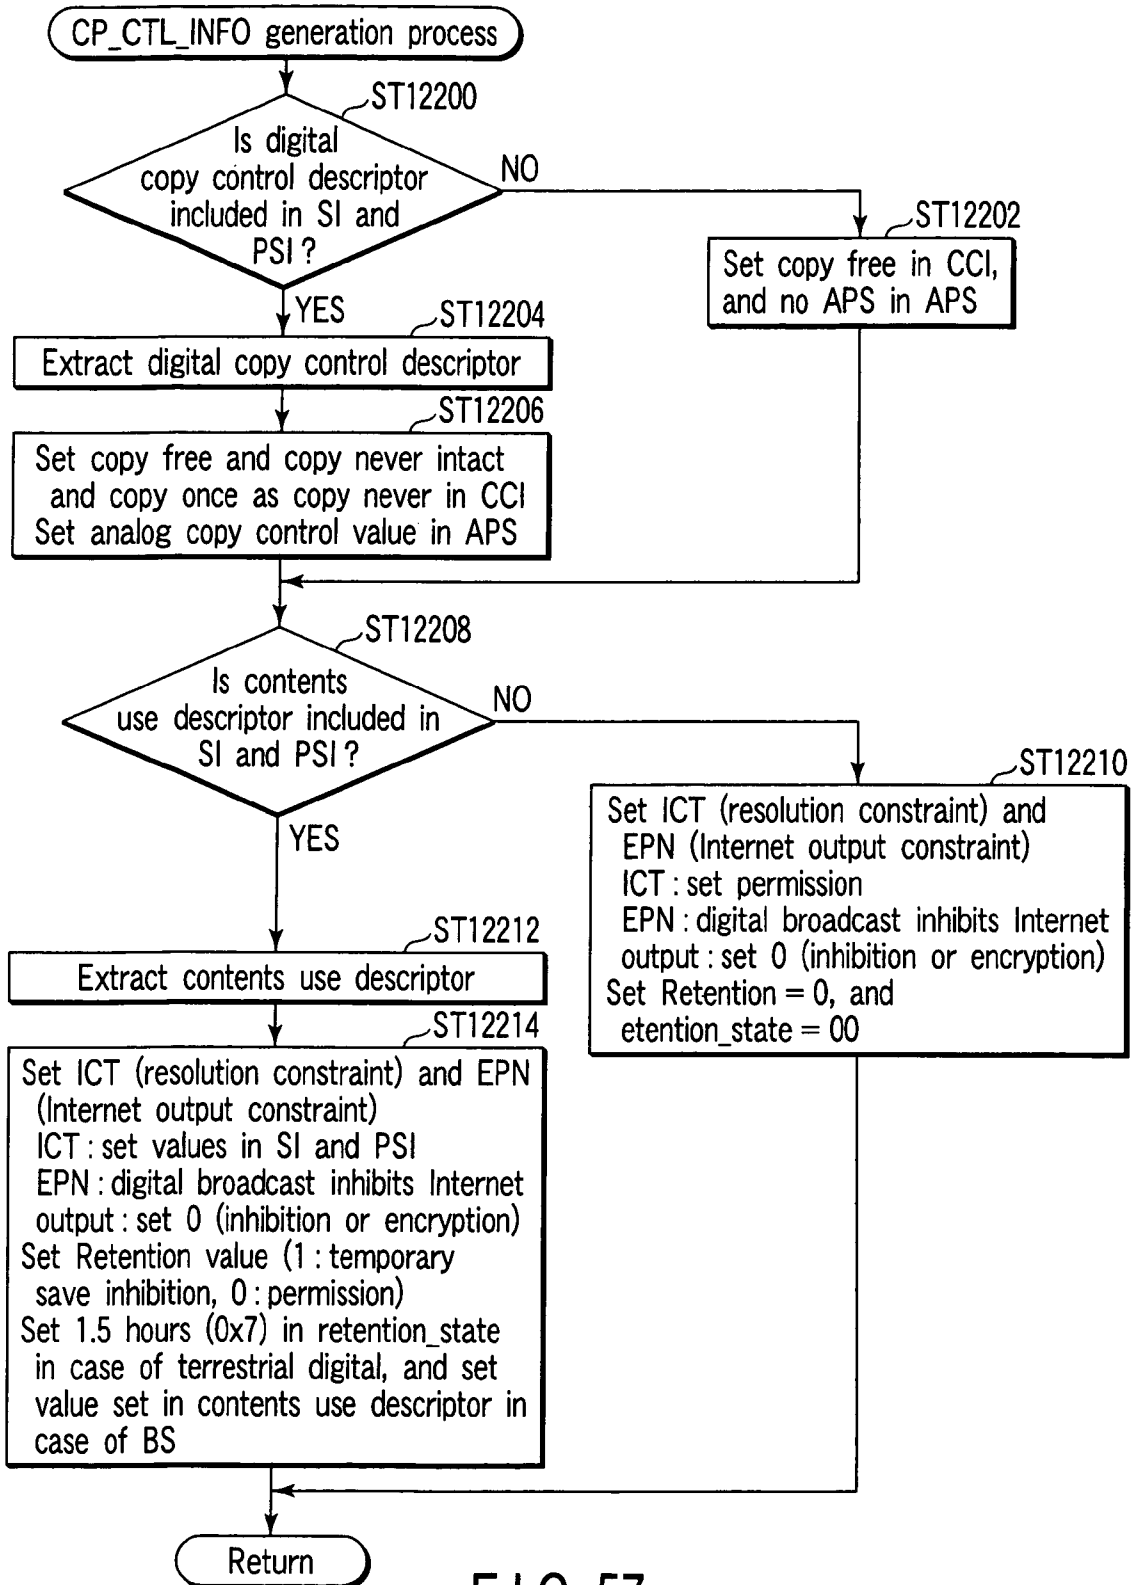 CP_CTL_INFO generation process
ST12200
Is digital
copy control descriptor
included in SI and
PSI?
NO
ST12202
Set copy free in CCI,
and no APS in APS
YES
ST12204
Extract digital copy control descriptor
ST12206
Set copy free and copy never intact
and copy once as copy never in CCI
Set analog copy control value in APS
ST12208
Is contents
use descriptor included in
SI and PSI?
NO
ST12210
Set ICT (resolution constraint) and
EPN (Internet output constraint)
ICT : set permission
EPN : digital broadcast inhibits Internet
output : set 0 (inhibition or encryption)
Set Retention = 0, and
etention_state = 00
YES
ST12212
Extract contents use descriptor
ST12214
Set ICT (resolution constraint) and EPN
(Internet output constraint)
ICT : set values in SI and PSI
EPN : digital broadcast inhibits Internet
output : set 0 (inhibition or encryption)
Set Retention value (1 : temporary
save inhibition, 0 : permission)
Set 1.5 hours (0x7) in retention_state
in case of terrestrial digital, and set
value set in contents use descriptor in
case of BS
Return